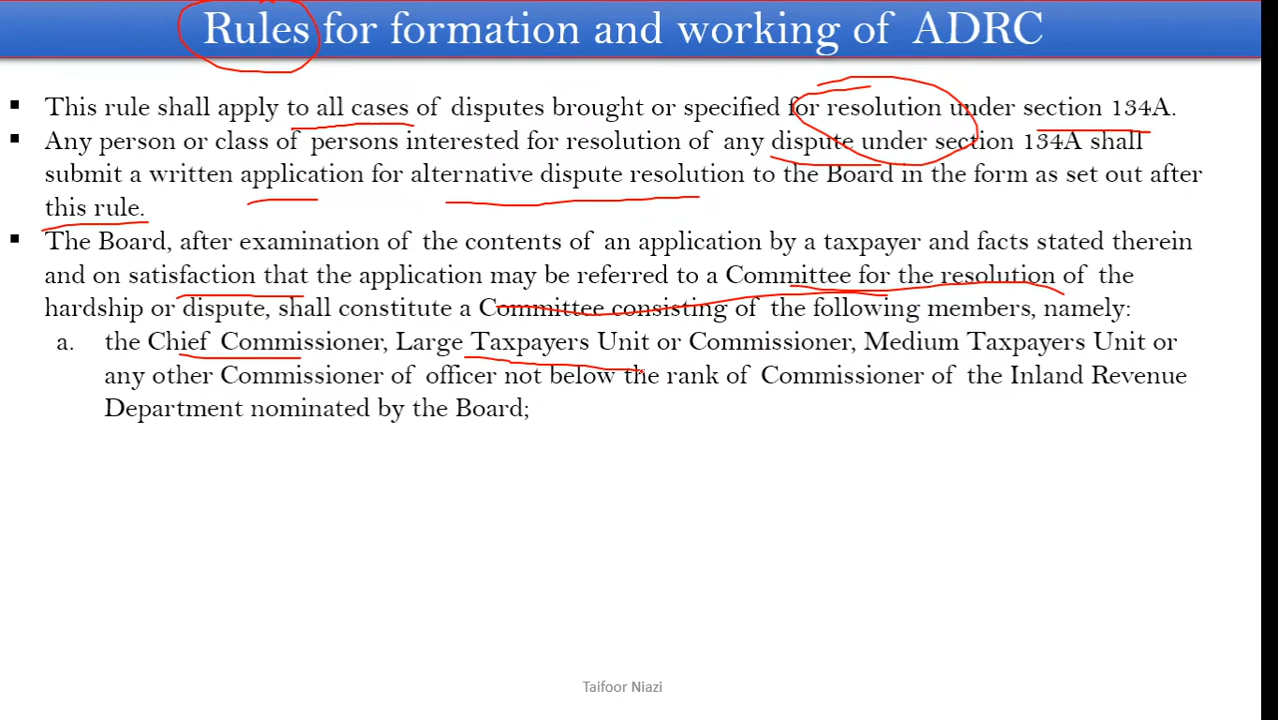 Rules for formation and working of ADRC
▪ This rule shall apply to all cases of disputes brought or specified for resolution under section 134A.
▪ Any person or class of persons interested for resolution of any dispute under section 134A shall
submit a written application for alternative dispute resolution to the Board in the form as set out after
this rule.
▪ The Board, after examination of the contents of an application by a taxpayer and facts stated therein
and on satisfaction that the application may be referred to a Committee for the resolution of the
hardship or dispute, shall constitute a Committee consisting of the following members, namely:
a. the Chief Commissioner, Large Taxpayers Unit or Commissioner, Medium Taxpayers Unit or
any other Commissioner of officer not below the rank of Commissioner of the Inland Revenue
Department nominated by the Board;
Taifoor Niazi